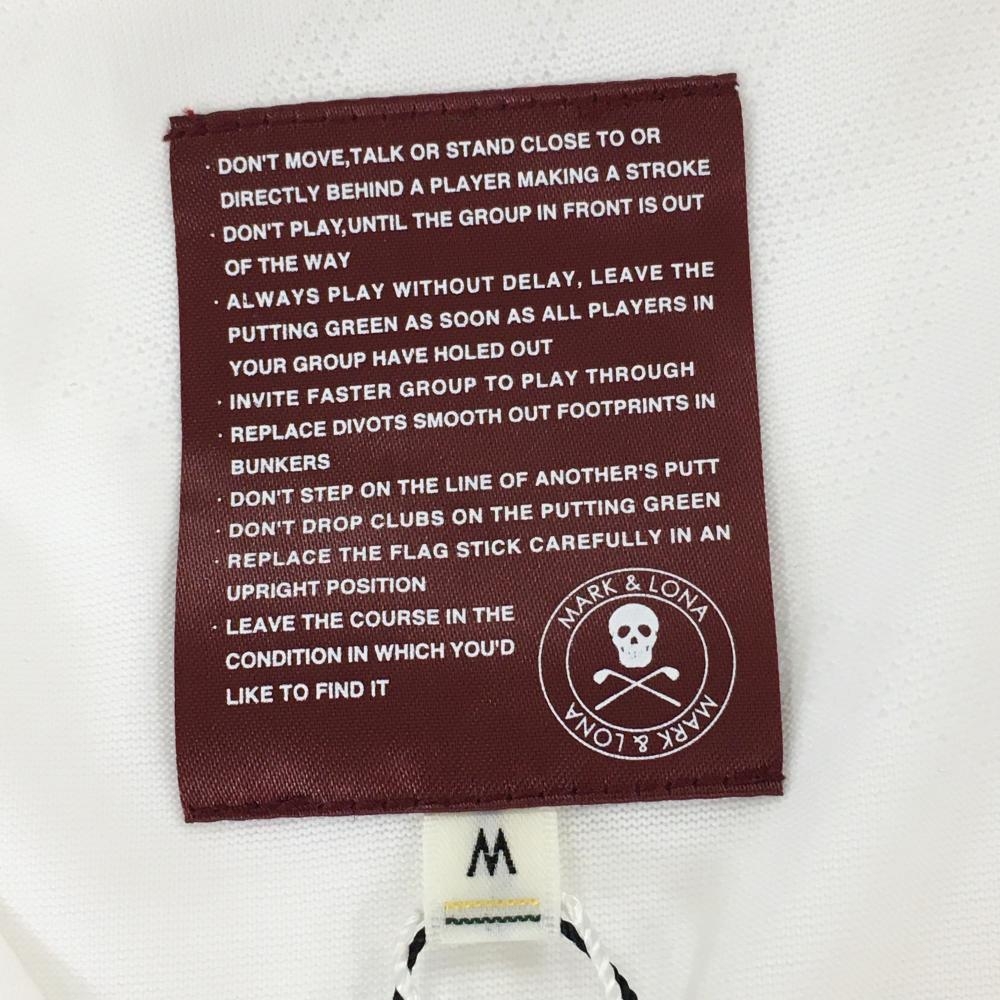 · DON'T MOVE,TALK OR STAND CLOSE TO OR
DIRECTLY BEHIND A PLAYER MAKING A STROKE
· DON'T PLAY,UNTIL THE GROUP IN FRONT IS OUT
OF THE WAY
· ALWAYS PLAY WITHOUT DELAY, LEAVE THE
PUTTING GREEN AS SOON AS ALL PLAYERS IN
YOUR GROUP HAVE HOLED OUT
· INVITE FASTER GROUP TO PLAY THROUGH
· REPLACE DIVOTS SMOOTH OUT FOOTPRINTS IN
BUNKERS
· DON'T STEP ON THE LINE OF ANOTHER'S PUTT
· DON'T DROP CLUBS ON THE PUTTING GREEN
· REPLACE THE FLAG STICK CAREFULLY IN AN
UPRIGHT POSITION
· LEAVE THE COURSE IN THE
CONDITION IN WHICH YOU'D
LIKE TO FIND IT
MARK & LONA
MARK & LONA
M